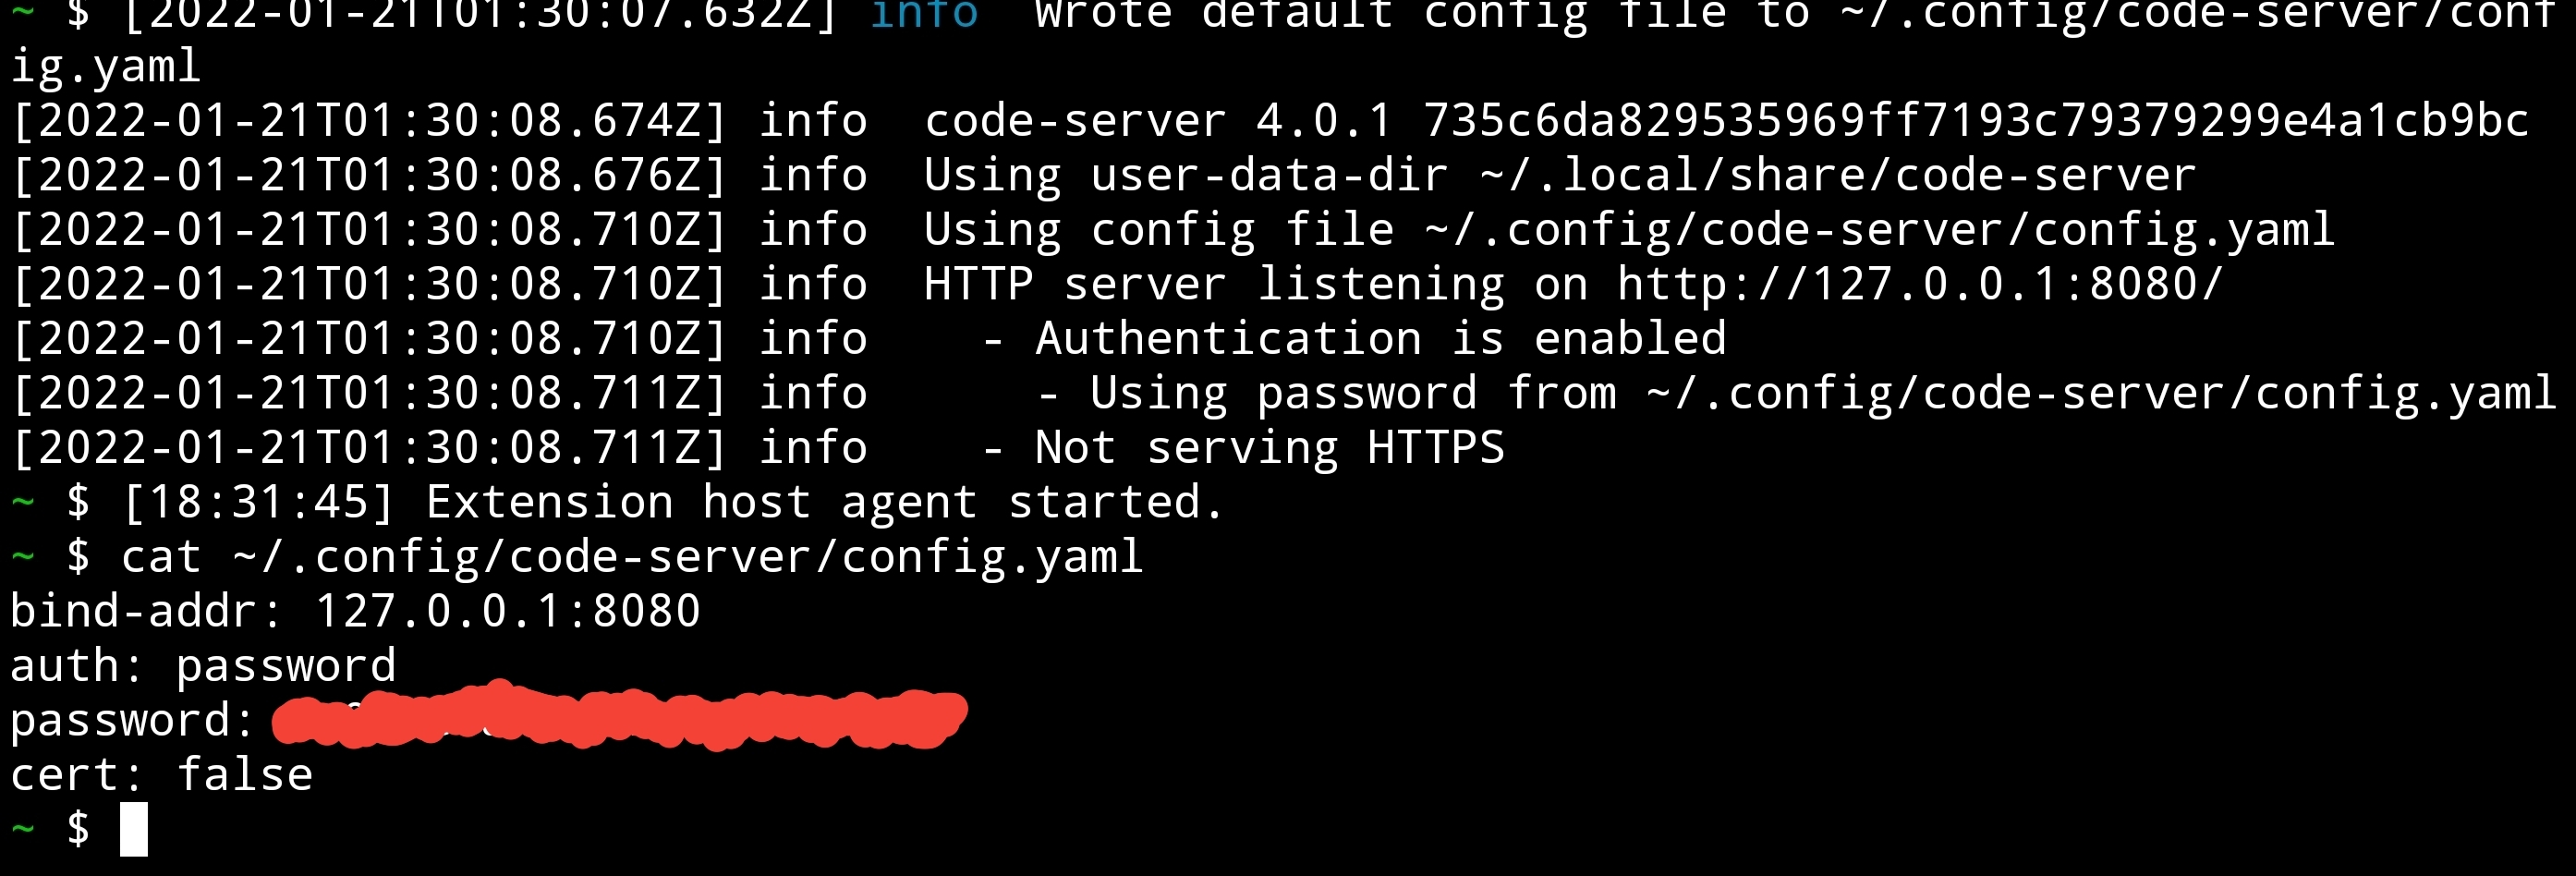 ~ $ [2022-01-21T01:30:07.632Z] info  Wrote default config file to ~/.config/code-server/conf
ig.yaml
[2022-01-21T01:30:08.674Z] info  code-server 4.0.1 735c6da829535969ff7193c79379299e4a1cb9bc
[2022-01-21T01:30:08.676Z] info  Using user-data-dir ~/.local/share/code-server
[2022-01-21T01:30:08.710Z] info  Using config file ~/.config/code-server/config.yaml
[2022-01-21T01:30:08.710Z] info  HTTP server listening on http://127.0.0.1:8080/
[2022-01-21T01:30:08.710Z] info    - Authentication is enabled
[2022-01-21T01:30:08.711Z] info      - Using password from ~/.config/code-server/config.yaml
[2022-01-21T01:30:08.711Z] info    - Not serving HTTPS
~ $ [18:31:45] Extension host agent started.
~ $ cat ~/.config/code-server/config.yaml
bind-addr: 127.0.0.1:8080
auth: password
password:
cert: false
~ $